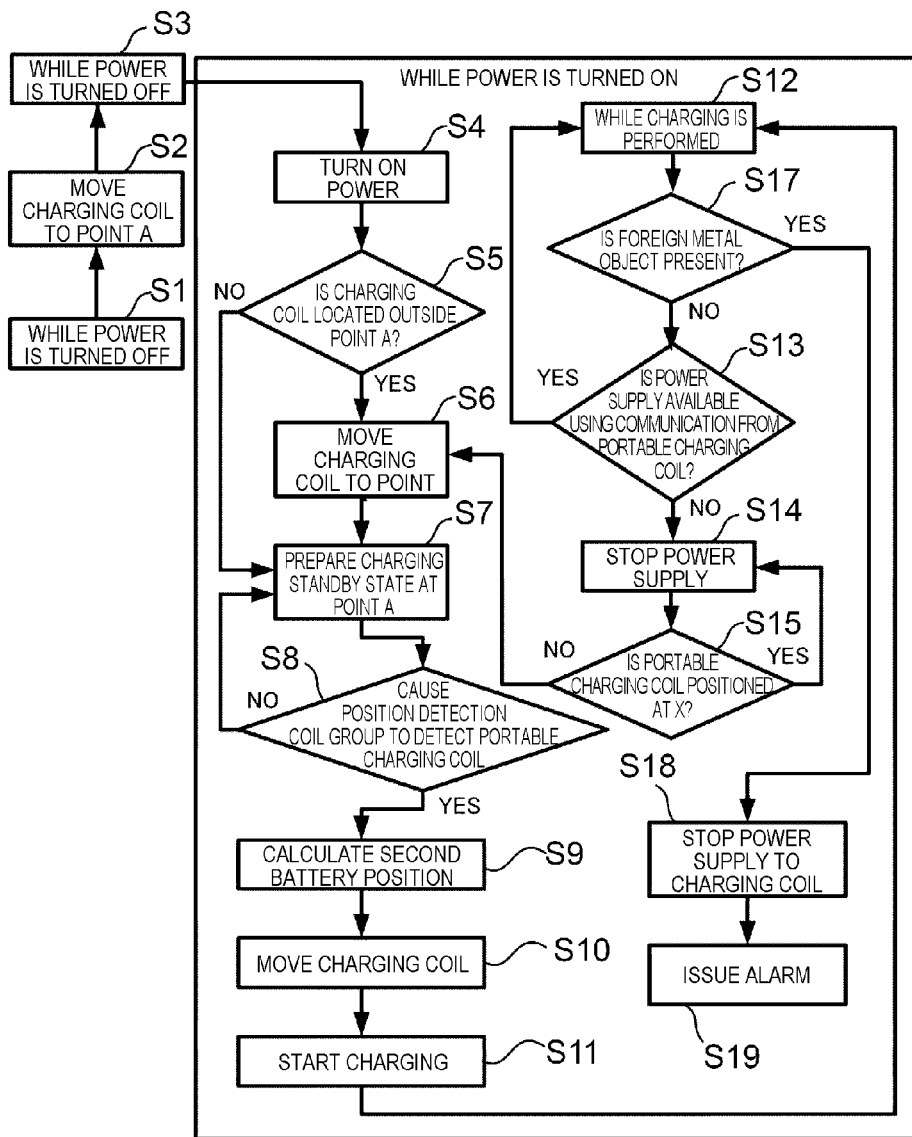 S3
WHILE POWER
IS TURNED OFF
S2
MOVE
CHARGING COIL
TO POINT A
S1
WHILE POWER
IS TURNED OFF
WHILE POWER IS TURNED ON
S4
TURN ON
POWER
S5
IS CHARGING
COIL LOCATED OUTSIDE
POINT A?
NO
YES
S6
MOVE
CHARGING
COIL TO POINT
S7
PREPARE CHARGING
STANDBY STATE AT
POINT A
S8
CAUSE
POSITION DETECTION
COIL GROUP TO DETECT PORTABLE
CHARGING COIL
NO
YES
S9
CALCULATE SECOND
BATTERY POSITION
S10
MOVE CHARGING COIL
S11
START CHARGING
S12
WHILE CHARGING IS
PERFORMED
S17
IS FOREIGN METAL
OBJECT PRESENT?
YES
NO
S13
IS POWER
SUPPLY AVAILABLE
USING COMMUNICATION FROM
PORTABLE CHARGING
COIL?
YES
NO
S14
STOP POWER
SUPPLY
S15
IS PORTABLE
CHARGING COIL POSITIONED
AT X?
NO
YES
S18
STOP POWER
SUPPLY TO
CHARGING COIL
ISSUE ALARM
S19